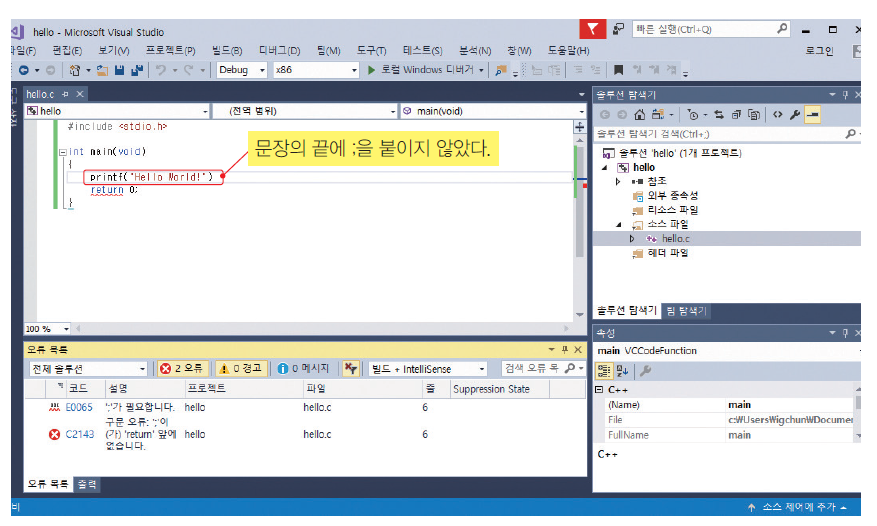 hello - Microsoft Visual Studio
빠른 실행(Ctrl+Q)
파일(F) 편집(E) 보기(V) 프로젝트(P) 빌드(B) 디버그(D) 팀(M) 도구(T) 테스트(S) 분석(N) 창(W) 도움말(H)
로그인
Debug x86 로컬 Windows 디버거
hello.c
hello (전역 범위) main(void)
#include <stdio.h>
int main(void)
{
printf("Hello World!")
return 0;
}
문장의 끝에 ;을 붙이지 않았다.
100 %
솔루션 탐색기
솔루션 탐색기 검색(Ctrl+;)
솔루션 'hello' (1개 프로젝트)
hello
참조
외부 종속성
리소스 파일
소스 파일
hello.c
헤더 파일
솔루션 탐색기 팀 탐색기
오류 목록
전체 솔루션 2 오류 0 경고 0 메시지 빌드 + IntelliSense 검색 오류 목
코드 설명 프로젝트 파일 줄 Suppression State
E0065 ';'가 필요합니다. hello hello.c 6
구문 오류: ';'이
C2143 (가) 'return' 앞에 hello hello.c 6
없습니다.
오류 목록 출력
속성
main VCCodeFunction
C++
(Name) main
File c:₩Users₩igchun₩Documer
FullName main
C++
소스 제어에 추가